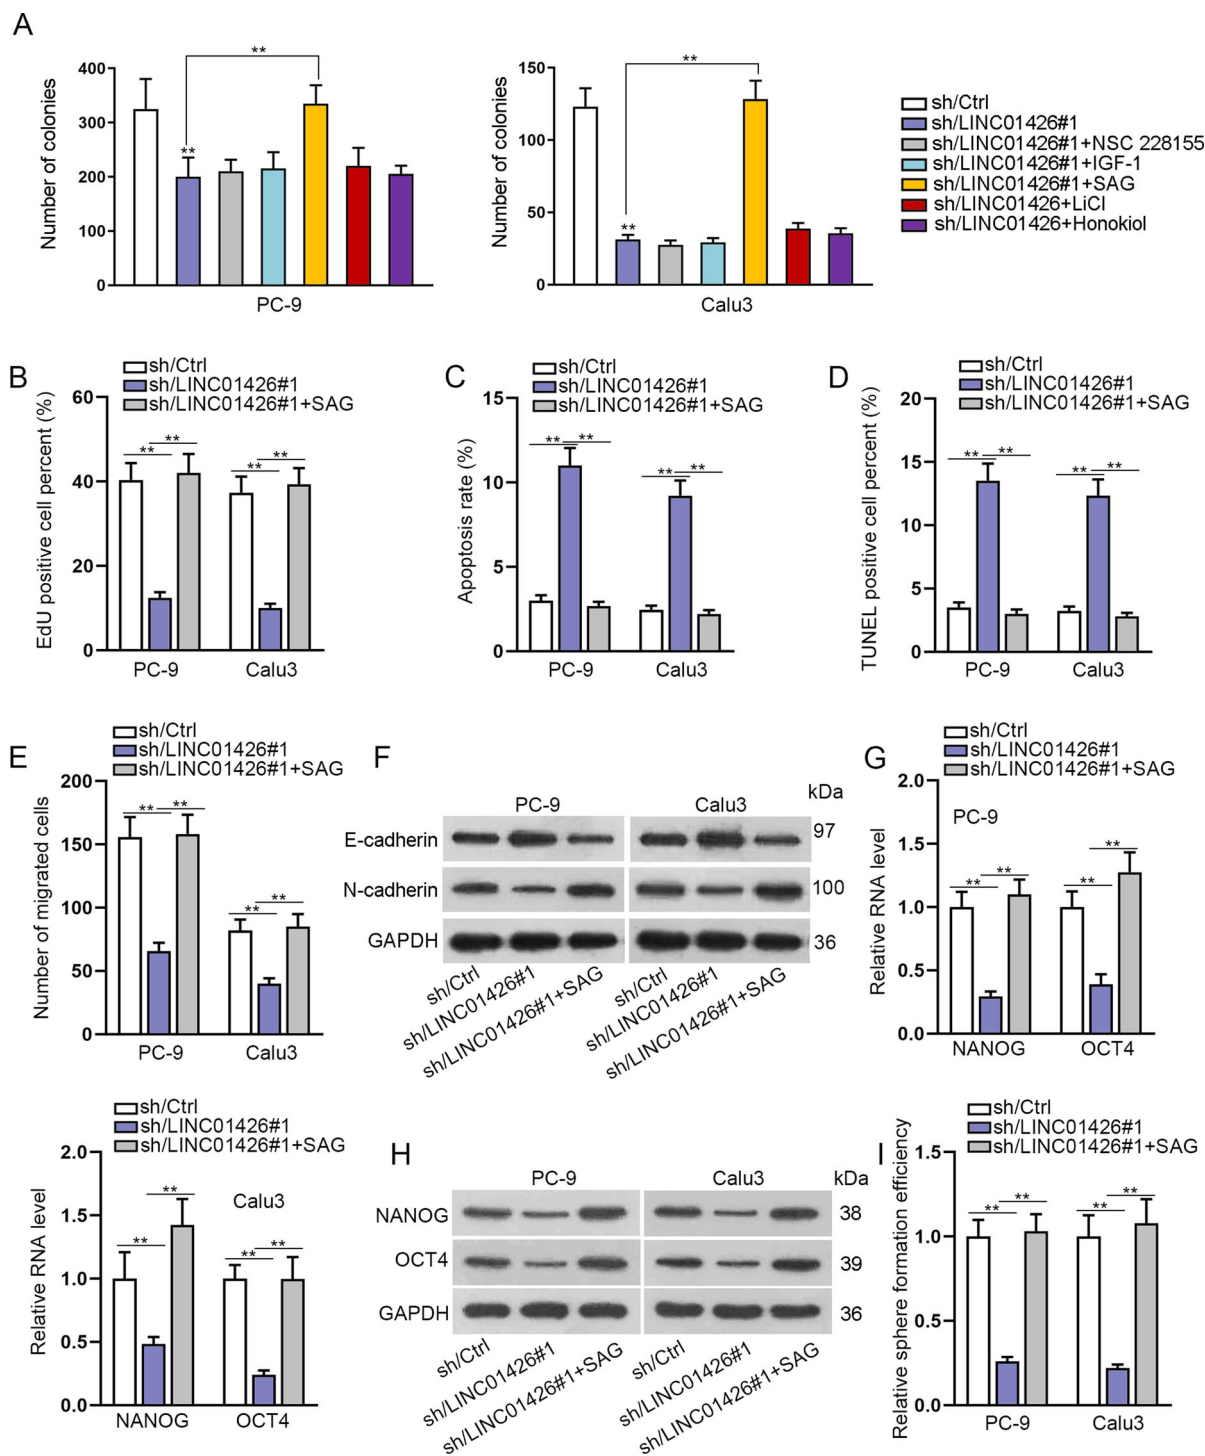 A
Number of colonies
400
300
200
100
0
**
**
PC-9
Number of colonies
150
100
50
0
**
**
Calu3
sh/Ctrl
sh/LINC01426#1
sh/LINC01426#1+NSC 228155
sh/LINC01426#1+IGF-1
sh/LINC01426#1+SAG
sh/LINC01426+LiCl
sh/LINC01426+Honokiol
B
sh/Ctrl
sh/LINC01426#1
sh/LINC01426#1+SAG
EdU positive cell percent (%)
60
40
20
0
** **
** **
PC-9 Calu3
C
sh/Ctrl
sh/LINC01426#1
sh/LINC01426#1+SAG
Apoptosis rate (%)
15
10
5
0
** **
** **
PC-9 Calu3
D
sh/Ctrl
sh/LINC01426#1
sh/LINC01426#1+SAG
TUNEL positive cell percent (%)
20
15
10
5
0
** **
** **
PC-9 Calu3
E
sh/Ctrl
sh/LINC01426#1
sh/LINC01426#1+SAG
Number of migrated cells
200
150
100
50
0
** **
** **
PC-9 Calu3
F
PC-9 Calu3 kDa
E-cadherin 97
N-cadherin 100
GAPDH 36
sh/Ctrl
sh/LINC01426#1
sh/LINC01426#1+SAG
sh/Ctrl
sh/LINC01426#1
sh/LINC01426#1+SAG
G
sh/Ctrl
sh/LINC01426#1
sh/LINC01426#1+SAG
PC-9
Relative RNA level
2.0
1.5
1.0
0.5
0.0
** **
** **
NANOG OCT4
sh/Ctrl
sh/LINC01426#1
sh/LINC01426#1+SAG
Calu3
Relative RNA level
2.0
1.5
1.0
0.5
0.0
** **
** **
NANOG OCT4
H
PC-9 Calu3 kDa
NANOG 38
OCT4 39
GAPDH 36
sh/Ctrl
sh/LINC01426#1
sh/LINC01426#1+SAG
sh/Ctrl
sh/LINC01426#1
sh/LINC01426#1+SAG
I
sh/Ctrl
sh/LINC01426#1
sh/LINC01426#1+SAG
Relative sphere formation efficiency
1.5
1.0
0.5
0.0
** **
** **
PC-9 Calu3